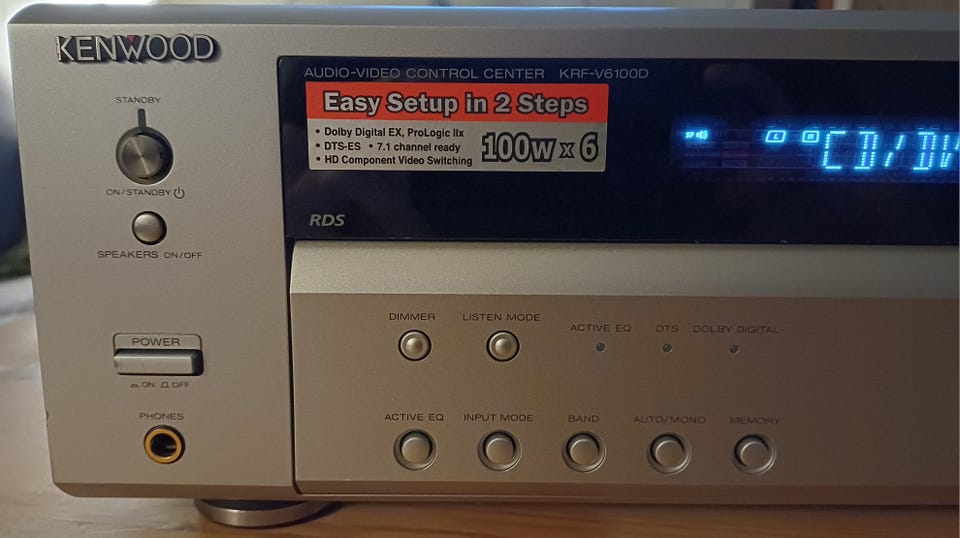 KENWOOD
STANDBY
ON/STANDBY
SPEAKERS ON/OFF
POWER
ON OFF
PHONES
AUDIO-VIDEO CONTROL CENTER KRF-V6100D
Easy Setup in 2 Steps
• Dolby Digital EX, ProLogic IIx
• DTS-ES • 7.1 channel ready
• HD Component Video Switching
100w x 6
RDS
SP
L R
CD/DV
DIMMER LISTEN MODE ACTIVE EQ DTS DOLBY DIGITAL
ACTIVE EQ INPUT MODE BAND AUTO/MONO MEMORY